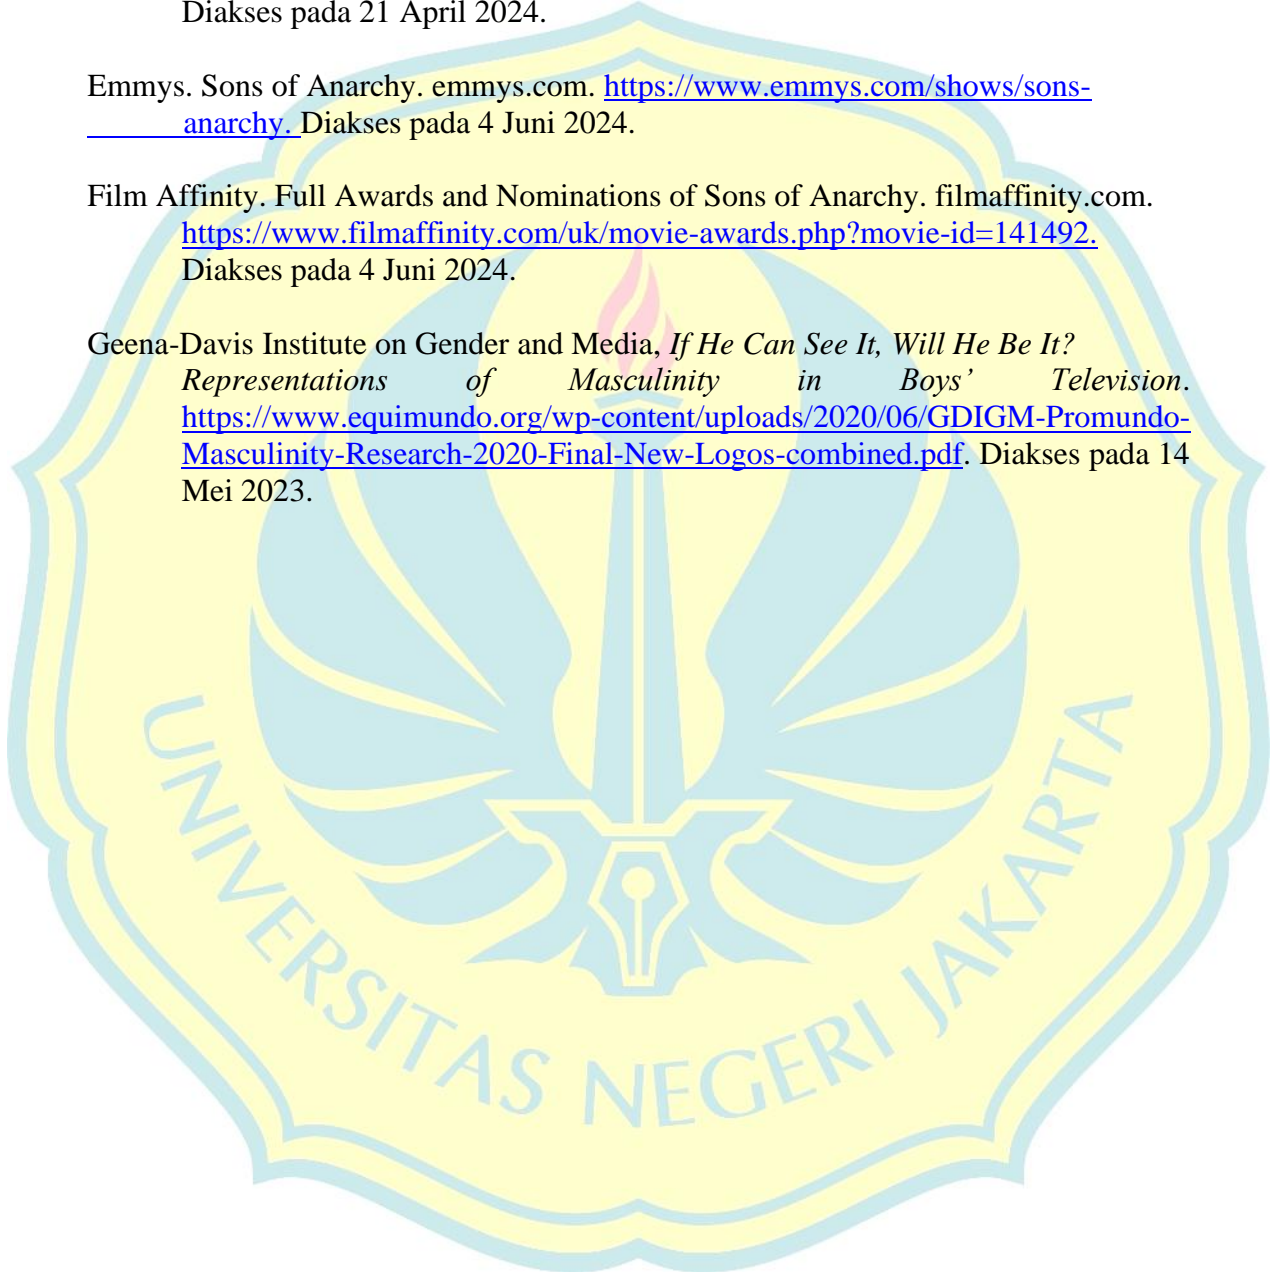 Diakses pada 21 April 2024.
Emmys. Sons of Anarchy. emmys.com. https://www.emmys.com/shows/sons-
anarchy. Diakses pada 4 Juni 2024.
Film Affinity. Full Awards and Nominations of Sons of Anarchy. filmaffinity.com.
https://www.filmaffinity.com/uk/movie-awards.php?movie-id=141492.
Diakses pada 4 Juni 2024.
Geena-Davis Institute on Gender and Media, If He Can See It, Will He Be It?
Representations of Masculinity in Boys’ Television.
https://www.equimundo.org/wp-content/uploads/2020/06/GDIGM-Promundo-
Masculinity-Research-2020-Final-New-Logos-combined.pdf. Diakses pada 14
Mei 2023.
UNIVERSITAS NEGERI JAKARTA